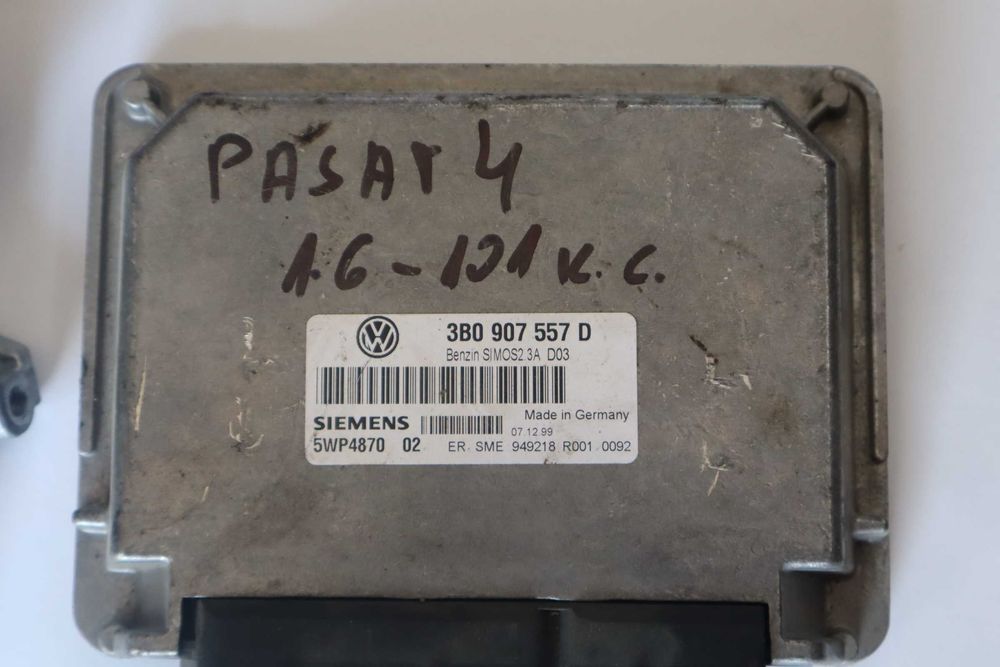 PASAT 4
1.6 - 101 K.C.
VW
3B0 907 557 D
Benzin SIMOS2.3A D03
SIEMENS
Made in Germany
07.12.99
5WP4870 02
ER. SME 949218 R001 0092